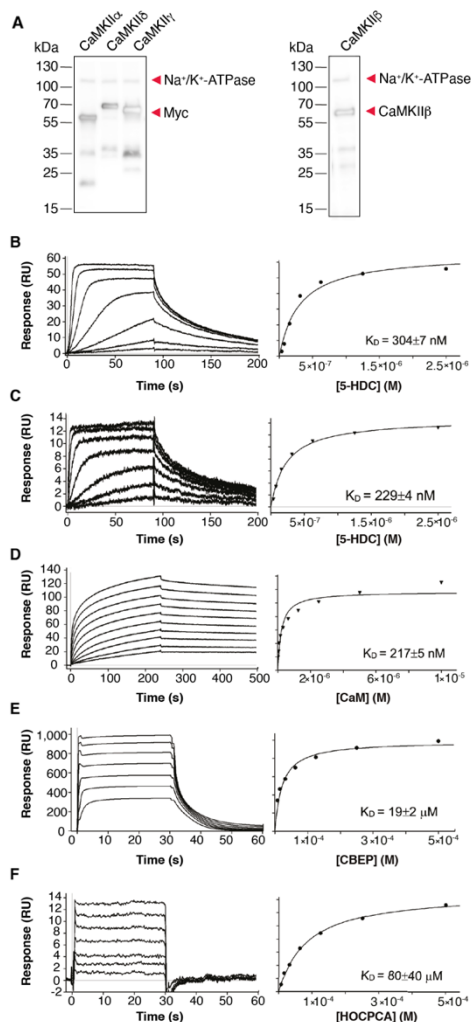 A
CaMKIIα
CaMKIIδ
CaMKIIγ
CaMKIIβ
kDa
130
100
70
55
35
25
15
Na⁺/K⁺-ATPase
Myc
kDa
130
100
70
55
35
25
15
Na⁺/K⁺-ATPase
CaMKIIβ
B
Response (RU)
60
50
40
30
20
10
0
0 50 100 150 200
Time (s)
K_D = 304±7 nM
5×10⁻⁷ 1.5×10⁻⁶ 2.5×10⁻⁶
[5-HDC] (M)
C
Response (RU)
14
12
10
8
6
4
2
0
0 50 100 150 200
Time (s)
K_D = 229±4 nM
5×10⁻⁷ 1.5×10⁻⁶ 2.5×10⁻⁶
[5-HDC] (M)
D
Response (RU)
140
120
100
80
60
40
20
0
0 100 200 300 400 500
Time (s)
K_D = 217±5 nM
2×10⁻⁶ 6×10⁻⁶ 1×10⁻⁵
[CaM] (M)
E
Response (RU)
1,000
800
600
400
200
0
0 10 20 30 40 50 60
Time (s)
K_D = 19±2 μM
1×10⁻⁴ 3×10⁻⁴ 5×10⁻⁴
[CBEP] (M)
F
Response (RU)
14
12
10
8
6
4
2
0
-2
0 10 20 30 40 50 60
Time (s)
K_D = 80±40 μM
1×10⁻⁴ 3×10⁻⁴ 5×10⁻⁴
[HOCPCA] (M)